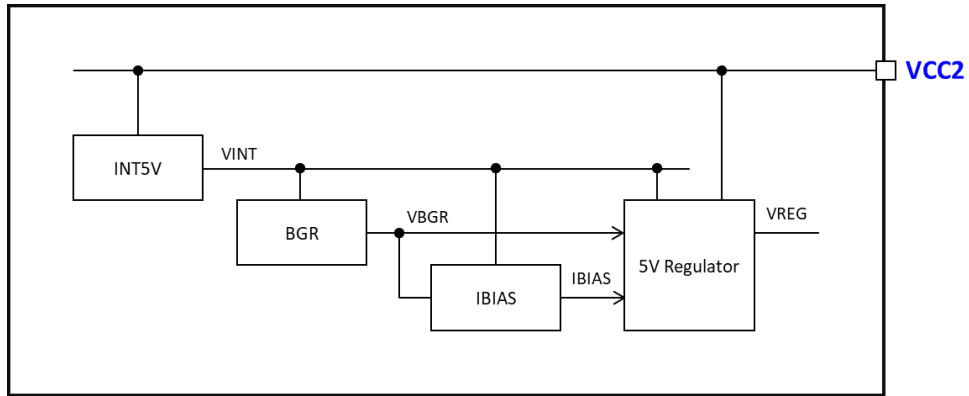 VCC2
INT5V
VINT
BGR
VBGR
VREG
5V Regulator
IBIAS
IBIAS